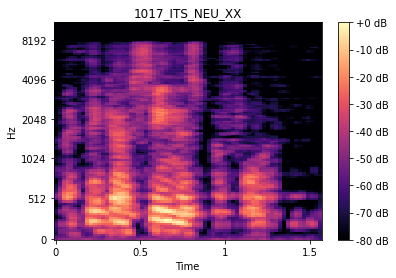 1017_ITS_NEU_XX
8192
4096
2048
1024
512
0
Hz
0
0.5
1
1.5
Time
+0 dB
-10 dB
-20 dB
-30 dB
-40 dB
-50 dB
-60 dB
-70 dB
-80 dB